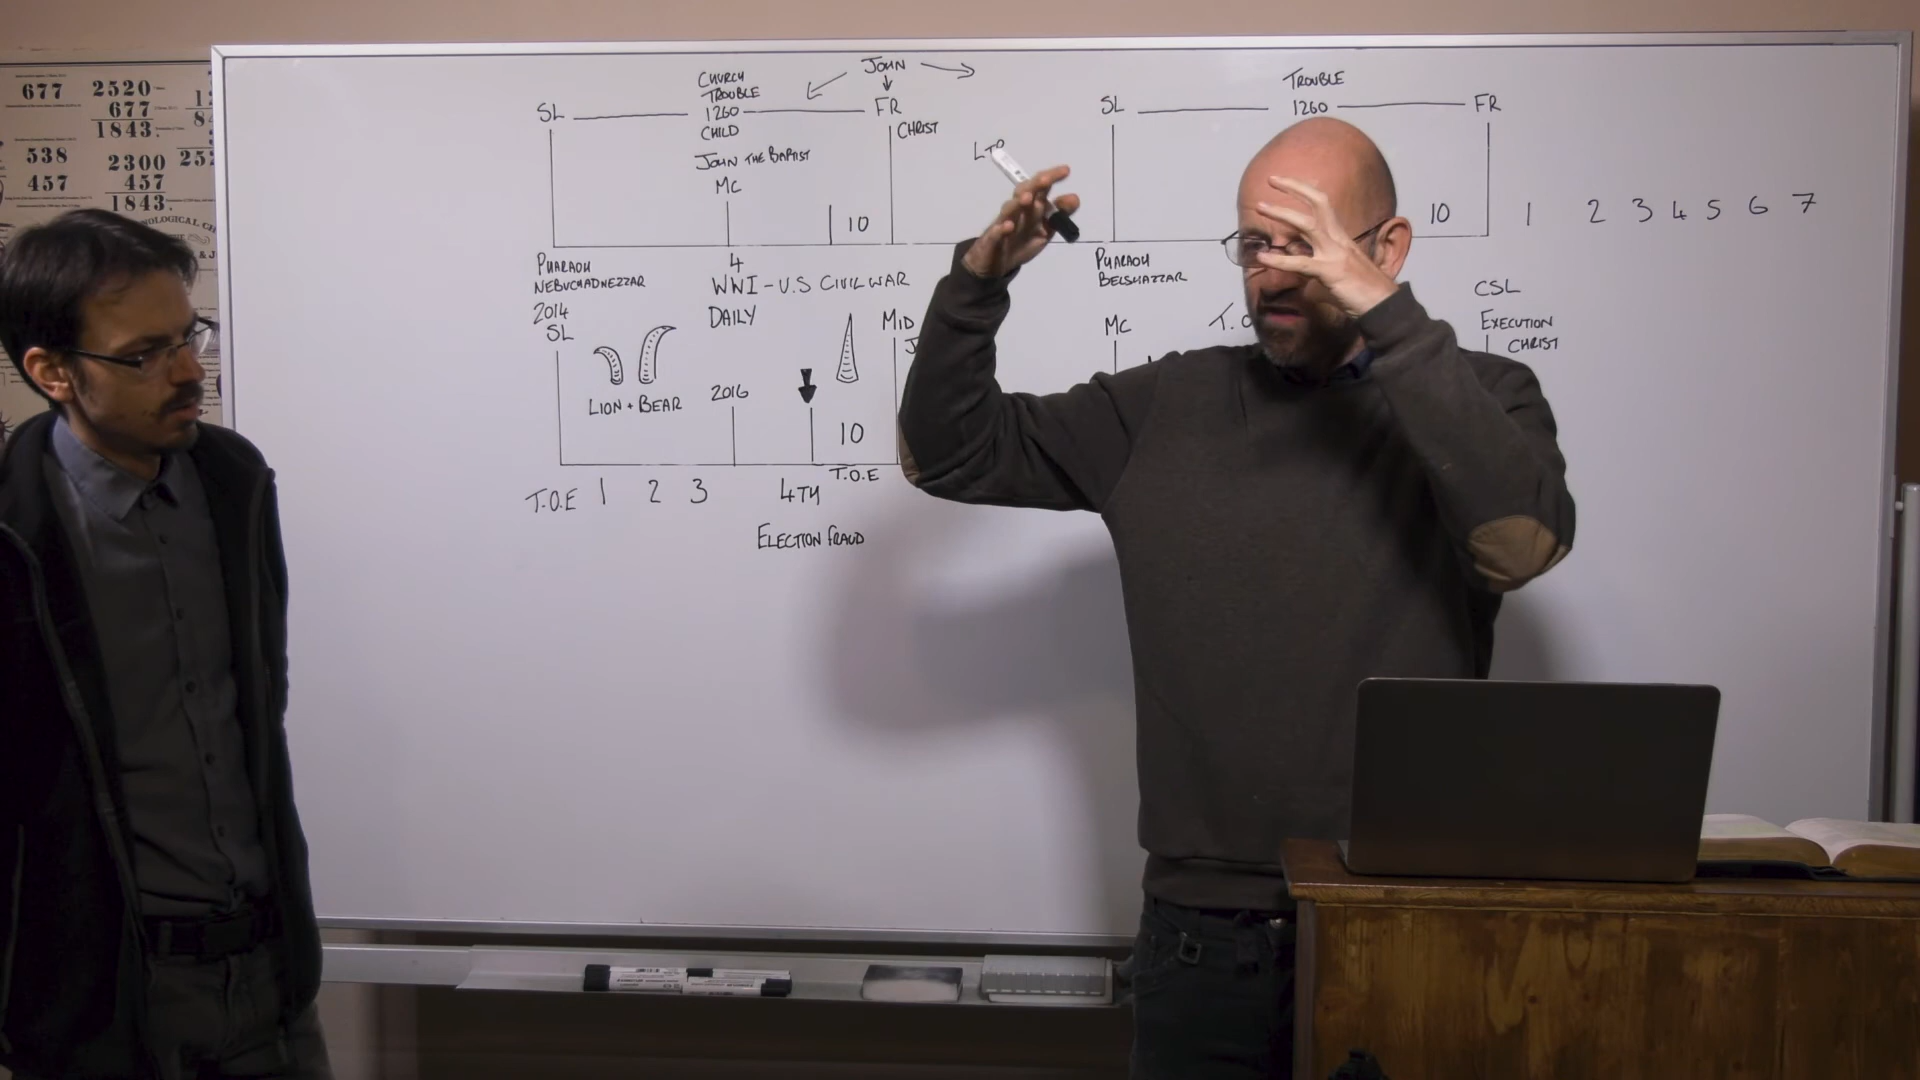 677
2520
677
1843.
538
457
2300
457
1843.
JOHN
CHURCH
TROUBLE
SL
1260
FR
CHILD
CHRIST
JOHN THE BAPTIST
MC
10
PHARAOH
NEBUCHADNEZZAR
4
WWI - U.S CIVIL WAR
DAILY
2014
SL
MID
LION + BEAR
2016
10
T.O.E 1 2 3
4TH
T.O.E
ELECTION FRAUD
TROUBLE
SL
1260
FR
10
1 2 3 4 5 6 7
PHARAOH
BELSHAZZAR
CSL
MC
EXECUTION
CHRIST